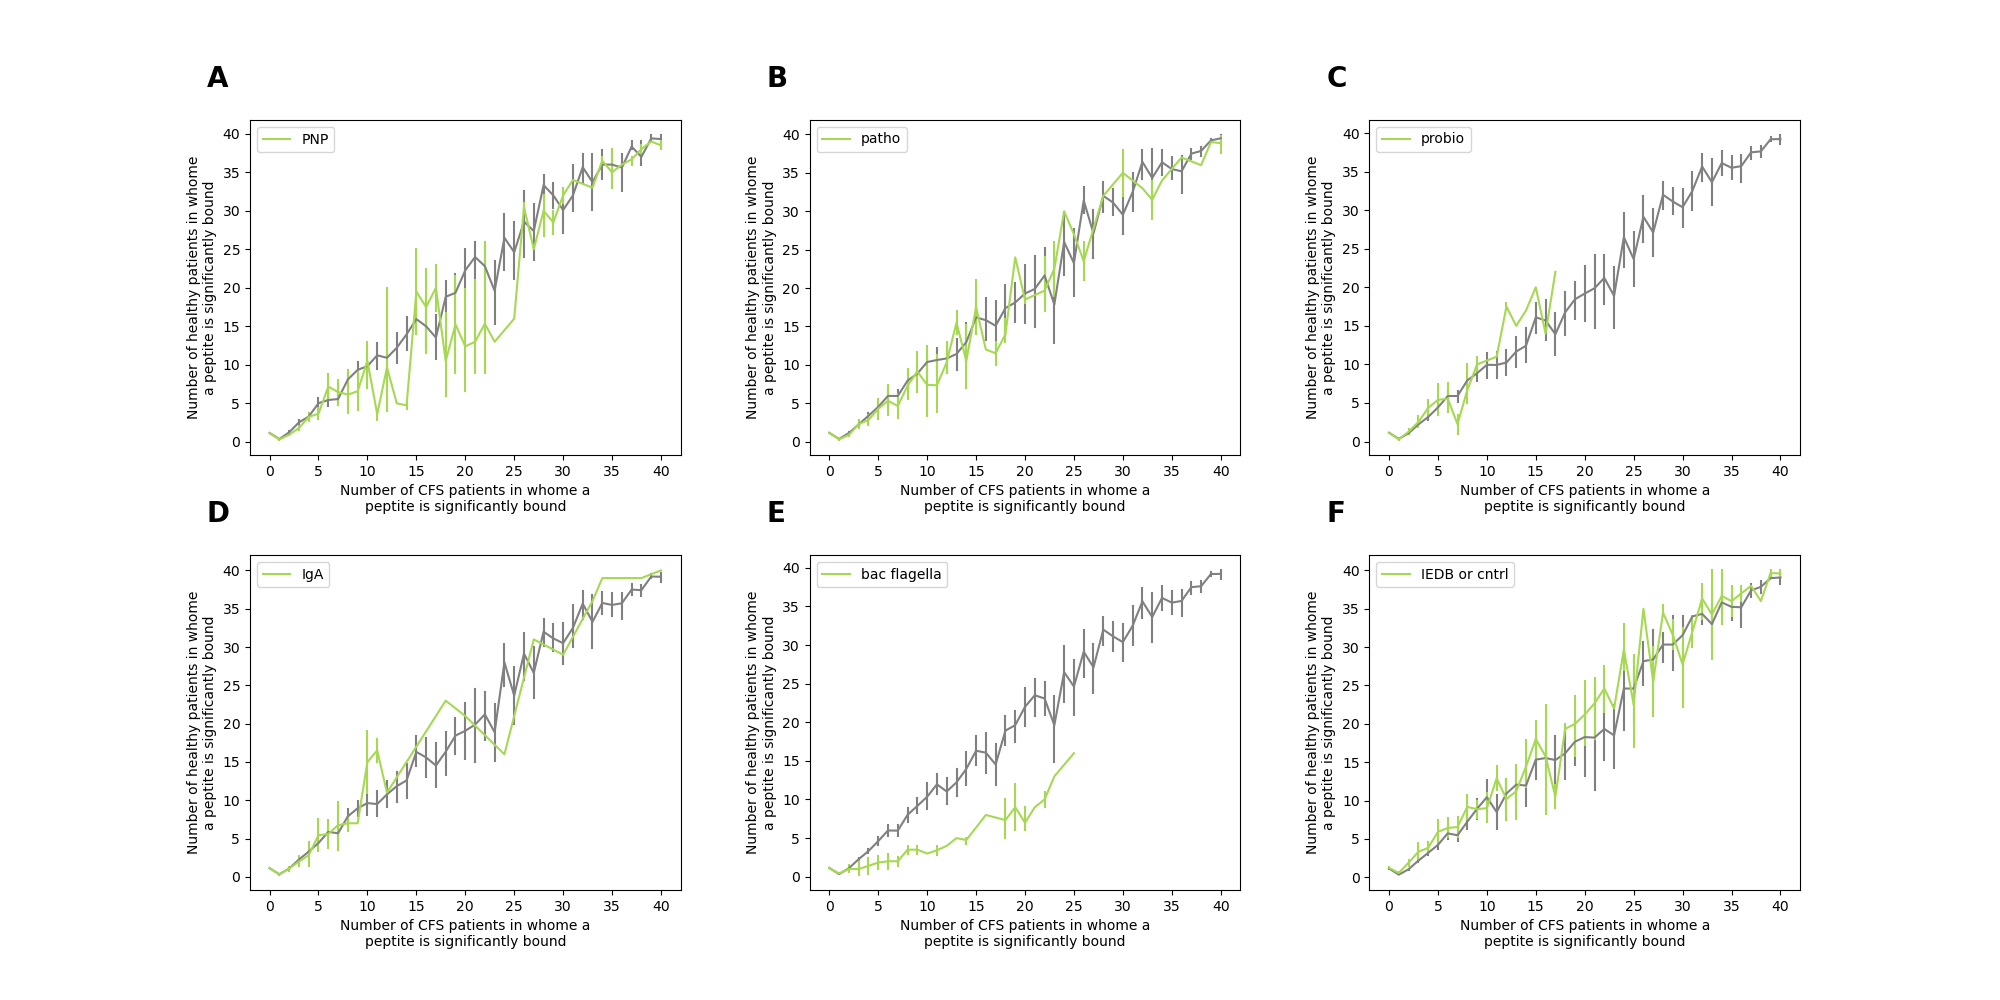 A
B
C
PNP
patho
probio
Number of healthy patients in whome
a peptite is significantly bound
0 5 10 15 20 25 30 35 40
0 5 10 15 20 25 30 35 40
Number of CFS patients in whome a
peptite is significantly bound
Number of healthy patients in whome
a peptite is significantly bound
0 5 10 15 20 25 30 35 40
0 5 10 15 20 25 30 35 40
Number of CFS patients in whome a
peptite is significantly bound
Number of healthy patients in whome
a peptite is significantly bound
0 5 10 15 20 25 30 35 40
0 5 10 15 20 25 30 35 40
Number of CFS patients in whome a
peptite is significantly bound
D
E
F
IgA
bac flagella
IEDB or cntrl
Number of healthy patients in whome
a peptite is significantly bound
0 5 10 15 20 25 30 35 40
0 5 10 15 20 25 30 35 40
Number of CFS patients in whome a
peptite is significantly bound
Number of healthy patients in whome
a peptite is significantly bound
0 5 10 15 20 25 30 35 40
0 5 10 15 20 25 30 35 40
Number of CFS patients in whome a
peptite is significantly bound
Number of healthy patients in whome
a peptite is significantly bound
0 5 10 15 20 25 30 35 40
0 5 10 15 20 25 30 35 40
Number of CFS patients in whome a
peptite is significantly bound